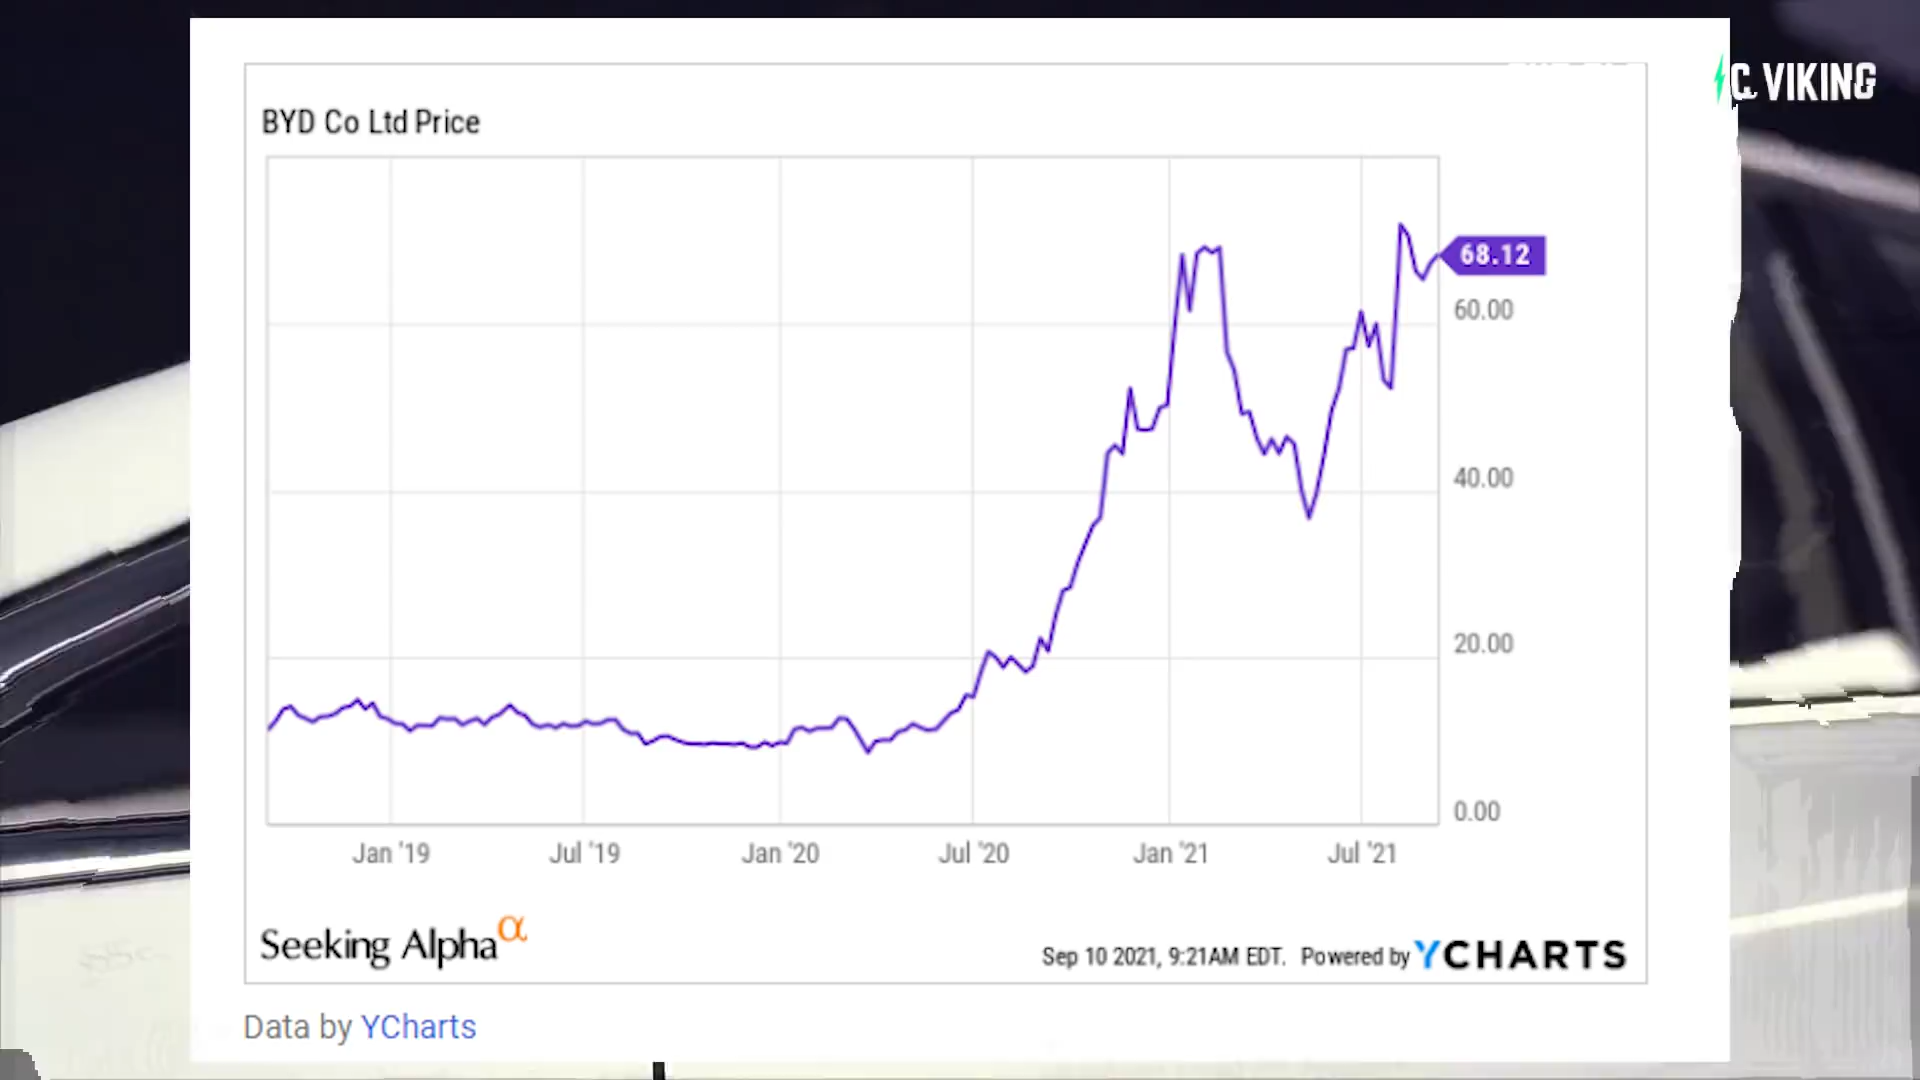 C VIKING
BYD Co Ltd Price
68.12
60.00
40.00
20.00
0.00
Jan '19 Jul '19 Jan '20 Jul '20 Jan '21 Jul '21
Seeking Alpha α
Sep 10 2021, 9:21AM EDT. Powered by YCHARTS
Data by YCharts